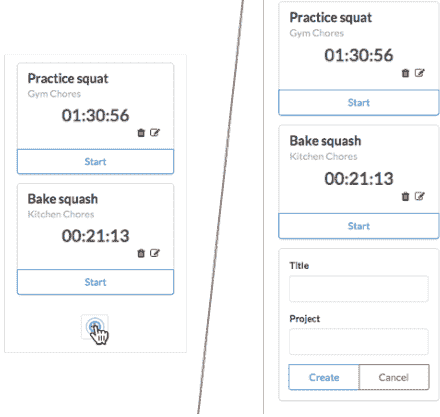 Practice squat
Gym Chores
01:30:56
Start
Bake squash
Kitchen Chores
00:21:13
Start
Practice squat
Gym Chores
01:30:56
Start
Bake squash
Kitchen Chores
00:21:13
Start
Title
Project
Create Cancel